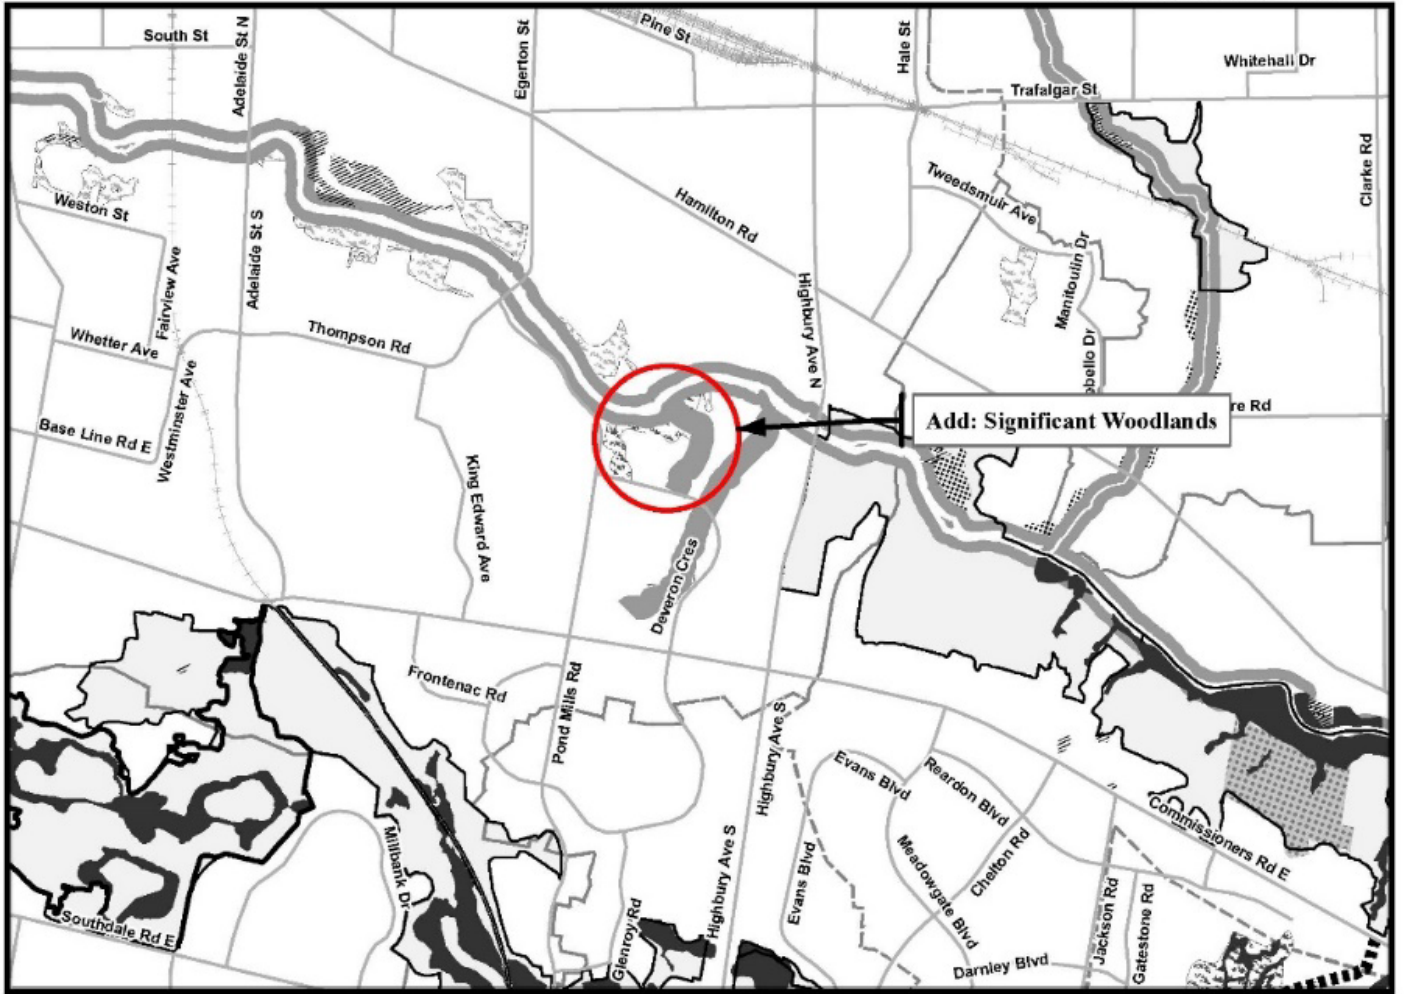 South St
Adelaide St N
Egerton St
Pine St
Hale St
Whitehall Dr
Trafalgar St
Clarke Rd
Weston St
Fairview Ave
Adelaide St S
Hamilton Rd
Tweedsmuir Ave
Manitoulin Dr
Highbury Ave N
Whetter Ave
Thompson Rd
Westminster Ave
obello Dr
Add: Significant Woodlands
re Rd
Base Line Rd E
King Edward Ave
Deveron Cres
Frontenac Rd
Pond Mills Rd
Highbury Ave S
Evans Blvd
Reardon Blvd
Commissioners Rd E
Millbank Dr
Highbury Ave S
Evans Blvd
Meadowgate Blvd
Chelton Rd
Jackson Rd
Gatestone Rd
Southdale Rd E
Glenroy Rd
Darnley Blvd